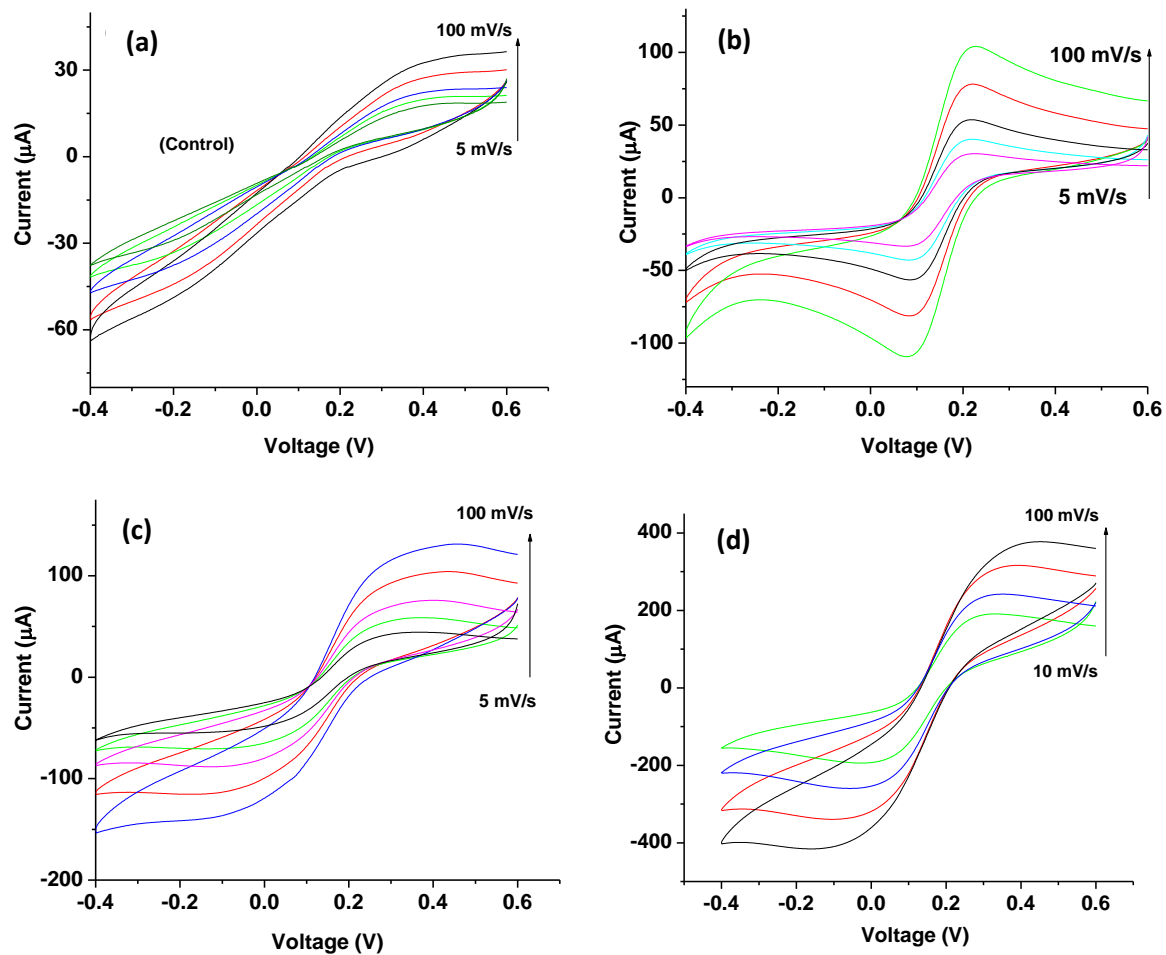 (a)
100 mV/s
30
0
-30
-60
(Control)
5 mV/s
Current (µA)
-0.4 -0.2 0.0 0.2 0.4 0.6
Voltage (V)
(b)
100 mV/s
100
50
0
-50
-100
5 mV/s
Current (µA)
-0.4 -0.2 0.0 0.2 0.4 0.6
Voltage (V)
(c)
100 mV/s
100
0
-100
-200
5 mV/s
Current (µA)
-0.4 -0.2 0.0 0.2 0.4 0.6
Voltage (V)
(d)
100 mV/s
400
200
0
-200
-400
10 mV/s
Current (µA)
-0.4 -0.2 0.0 0.2 0.4 0.6
Voltage (V)